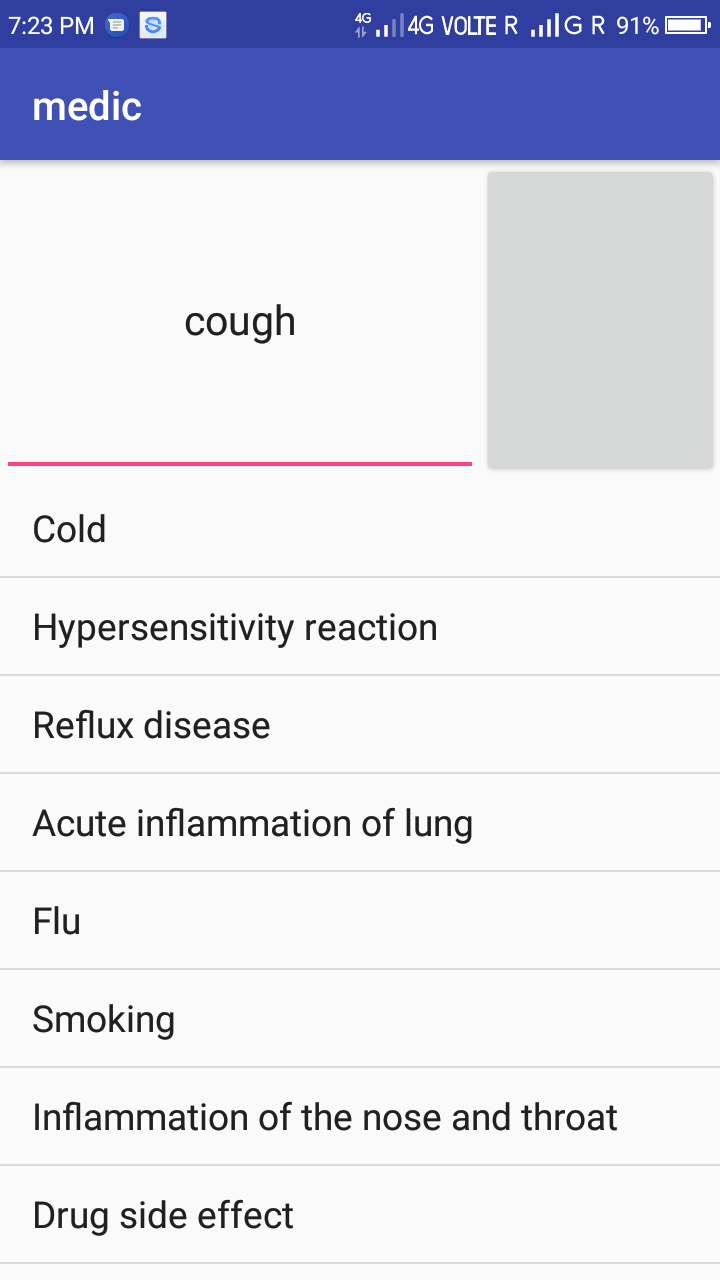 7:23 PM 4G 4G VOLTE R G R 91%
medic
cough
Cold
Hypersensitivity reaction
Reflux disease
Acute inflammation of lung
Flu
Smoking
Inflammation of the nose and throat
Drug side effect